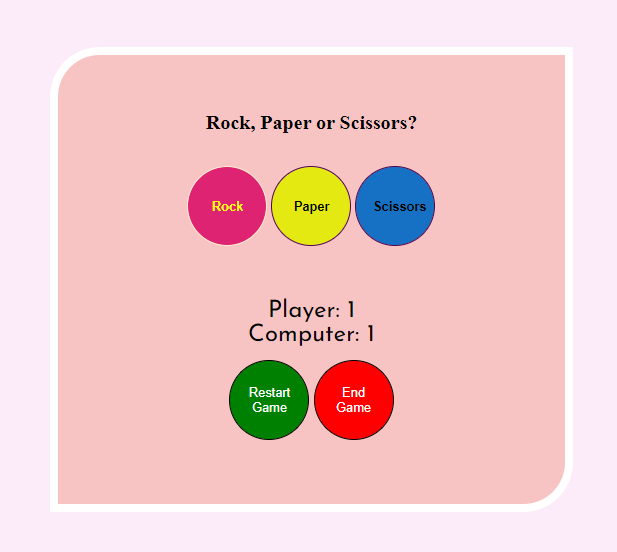 Rock, Paper or Scissors?
Rock Paper Scissors
Player: 1
Computer: 1
Restart End
Game Game